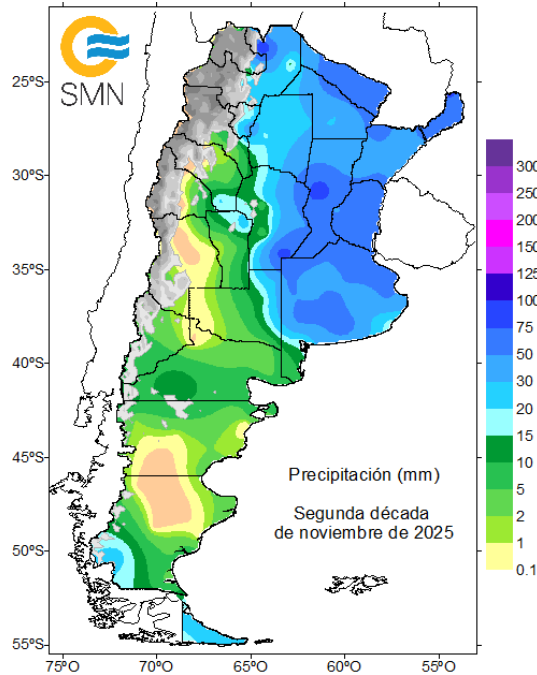 SMN
25ºS
30ºS
35ºS
40ºS
45ºS
50ºS
55ºS
75ºO
70ºO
65ºO
60ºO
55ºO
300
250
200
150
125
100
75
50
30
20
15
10
5
2
1
0.1
Precipitación (mm)
Segunda década
de noviembre de 2025